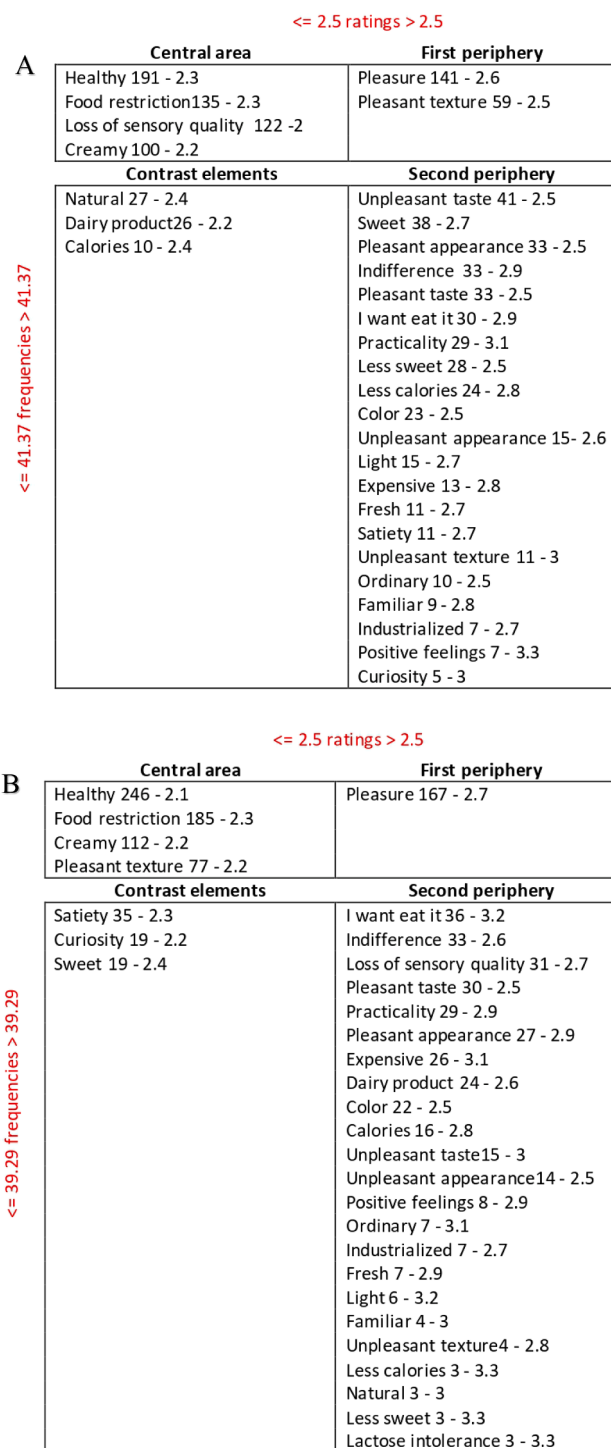 <= 2.5 ratings > 2.5
A
Central area
First periphery
Healthy 191 - 2.3
Food restriction135 - 2.3
Loss of sensory quality 122 -2
Creamy 100 - 2.2
Pleasure 141 - 2.6
Pleasant texture 59 - 2.5
Contrast elements
Second periphery
Natural 27 - 2.4
Dairy product26 - 2.2
Calories 10 - 2.4
Unpleasant taste 41 - 2.5
Sweet 38 - 2.7
Pleasant appearance 33 - 2.5
Indifference 33 - 2.9
Pleasant taste 33 - 2.5
I want eat it 30 - 2.9
Practicality 29 - 3.1
Less sweet 28 - 2.5
Less calories 24 - 2.8
Color 23 - 2.5
Unpleasant appearance 15- 2.6
Light 15 - 2.7
Expensive 13 - 2.8
Fresh 11 - 2.7
Satiety 11 - 2.7
Unpleasant texture 11 - 3
Ordinary 10 - 2.5
Familiar 9 - 2.8
Industrialized 7 - 2.7
Positive feelings 7 - 3.3
Curiosity 5 - 3
<= 41.37 frequencies > 41.37
<= 2.5 ratings > 2.5
B
Central area
First periphery
Healthy 246 - 2.1
Food restriction 185 - 2.3
Creamy 112 - 2.2
Pleasant texture 77 - 2.2
Pleasure 167 - 2.7
Contrast elements
Second periphery
Satiety 35 - 2.3
Curiosity 19 - 2.2
Sweet 19 - 2.4
I want eat it 36 - 3.2
Indifference 33 - 2.6
Loss of sensory quality 31 - 2.7
Pleasant taste 30 - 2.5
Practicality 29 - 2.9
Pleasant appearance 27 - 2.9
Expensive 26 - 3.1
Dairy product 24 - 2.6
Color 22 - 2.5
Calories 16 - 2.8
Unpleasant taste15 - 3
Unpleasant appearance14 - 2.5
Positive feelings 8 - 2.9
Ordinary 7 - 3.1
Industrialized 7 - 2.7
Fresh 7 - 2.9
Light 6 - 3.2
Familiar 4 - 3
Unpleasant texture4 - 2.8
Less calories 3 - 3.3
Natural 3 - 3
Less sweet 3 - 3.3
Lactose intolerance 3 - 3.3
<= 39.29 frequencies > 39.29